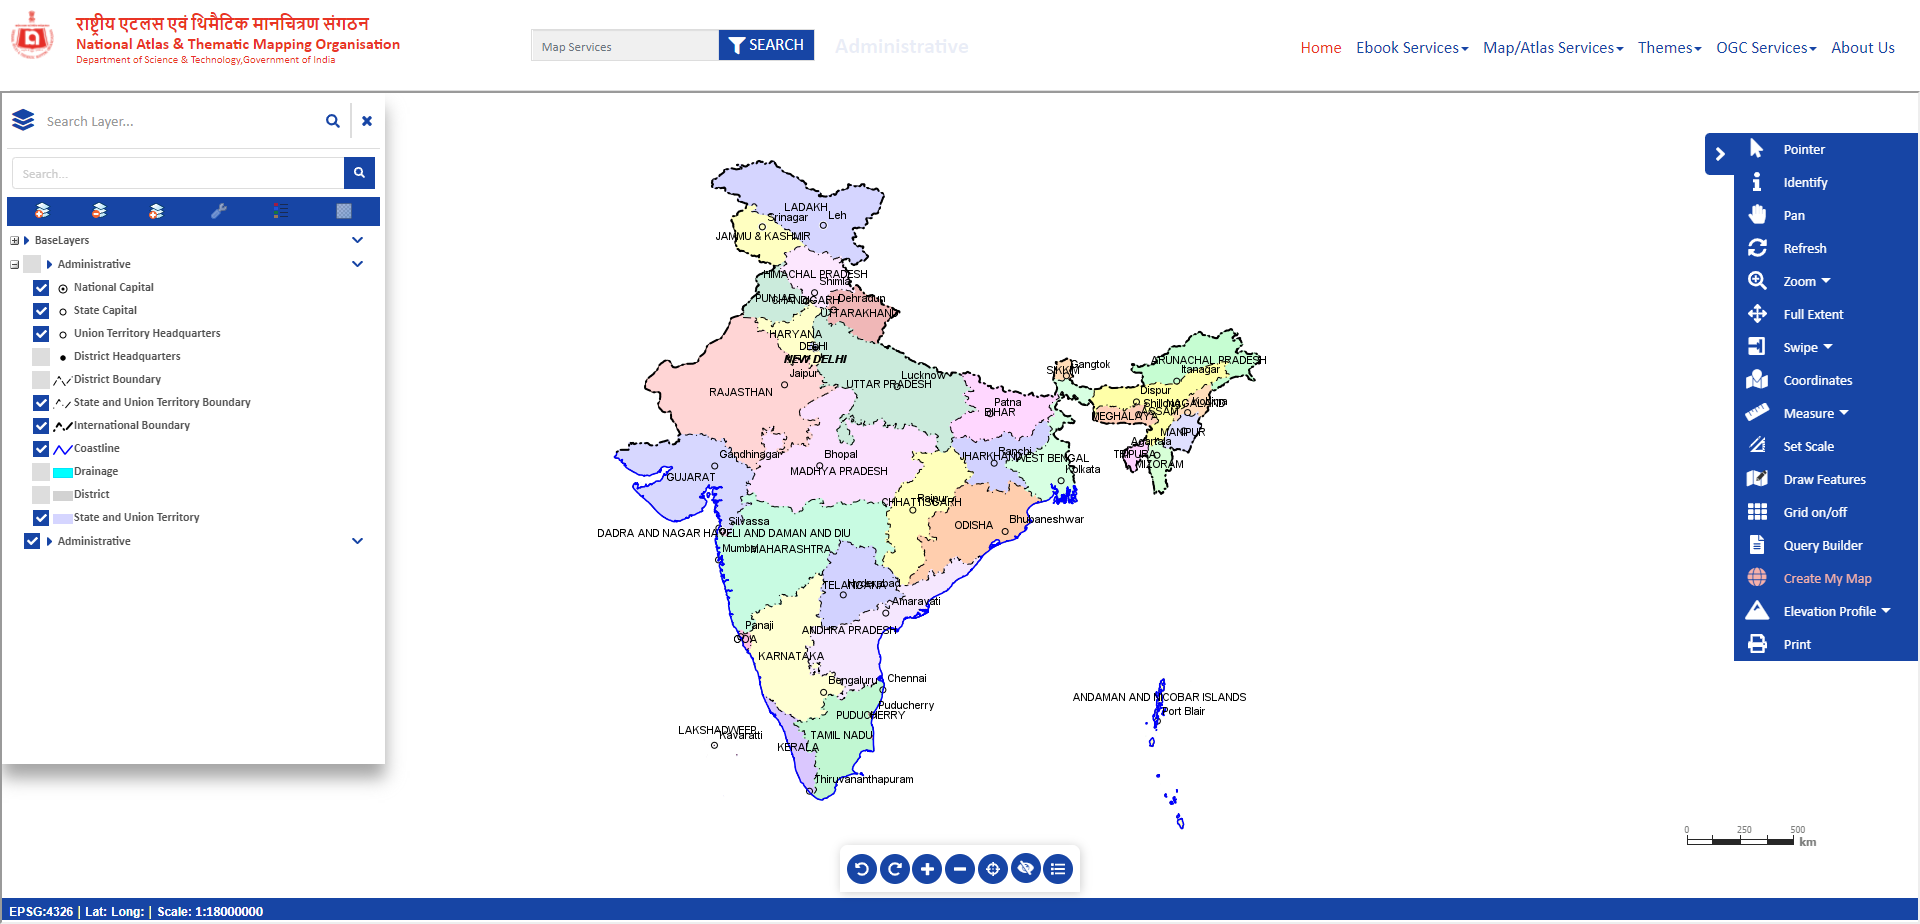 राष्ट्रीय एटलस एवं थिमैटिक मानचित्रण संगठन
National Atlas & Thematic Mapping Organisation
Department of Science & Technology,Government of India
Map Services
SEARCH
Administrative
Home Ebook Services Map/Atlas Services Themes OGC Services About Us
Search Layer...
Search...
BaseLayers
Administrative
National Capital
State Capital
Union Territory Headquarters
District Headquarters
District Boundary
State and Union Territory Boundary
International Boundary
Coastline
Drainage
District
State and Union Territory
Administrative
LADAKH
Srinagar
Leh
JAMMU & KASHMIR
HIMACHAL PRADESH
Shimla
PUNJAB
CHANDIGARH
Dehradun
UTTARAKHAND
HARYANA
DELHI
NEW DELHI
Jaipur
RAJASTHAN
Lucknow
UTTAR PRADESH
Gangtok
SIKKIM
ARUNACHAL PRADESH
Itanagar
Dispur
Shillong
NAGALAND
Kohima
ASSAM
MEGHALAYA
MANIPUR
Agartala
TRIPURA
MIZORAM
Patna
BIHAR
Ranchi
JHARKHAND
WEST BENGAL
Kolkata
Gandhinagar
GUJARAT
Bhopal
MADHYA PRADESH
Raipur
CHHATTISGARH
ODISHA
Bhubaneshwar
Silvassa
DADRA AND NAGAR HAVELI AND DAMAN AND DIU
Mumbai
MAHARASHTRA
Hyderabad
TELANGANA
Amaravati
ANDHRA PRADESH
Panaji
GOA
KARNATAKA
Bengaluru
Chennai
Puducherry
PUDUCHERRY
TAMIL NADU
LAKSHADWEEP
Kavaratti
KERALA
Thiruvananthapuram
ANDAMAN AND NICOBAR ISLANDS
Port Blair
Pointer
Identify
Pan
Refresh
Zoom
Full Extent
Swipe
Coordinates
Measure
Set Scale
Draw Features
Grid on/off
Query Builder
Create My Map
Elevation Profile
Print
0 250 500
km
EPSG:4326 | Lat: Long: | Scale: 1:18000000